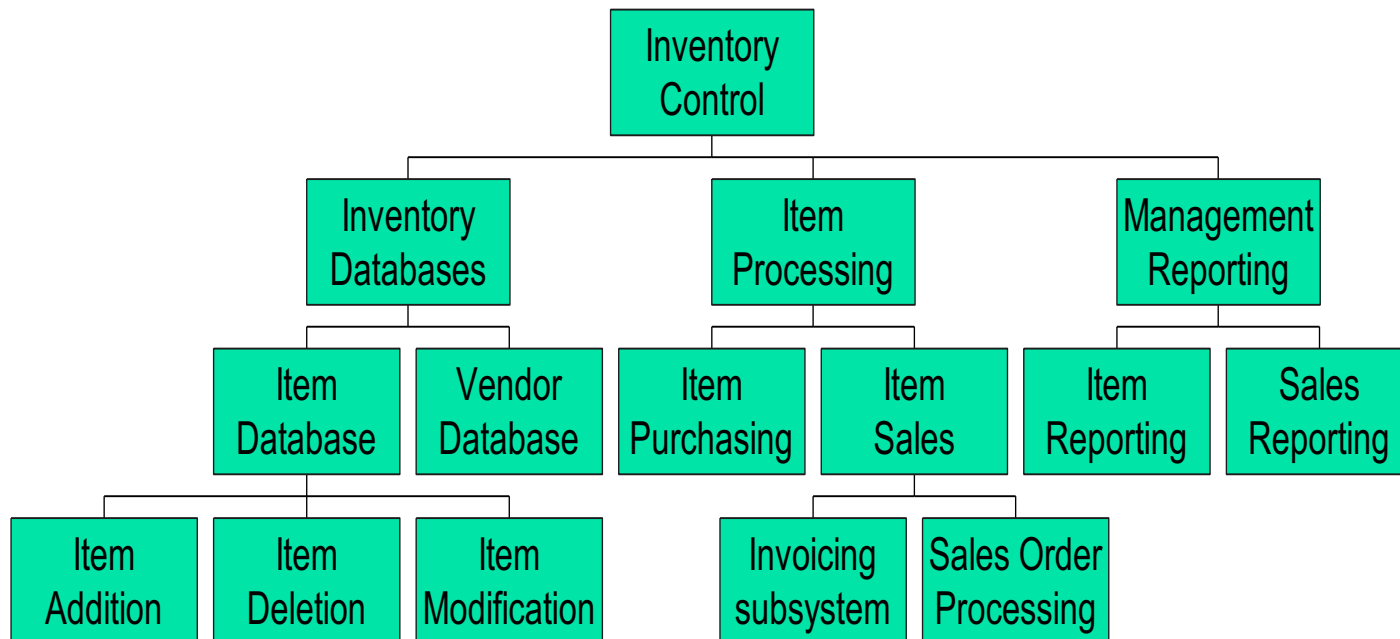 Inventory
Control
Inventory
Databases
Item
Processing
Management
Reporting
Item
Database
Vendor
Database
Item
Purchasing
Item
Sales
Item
Reporting
Sales
Reporting
Item
Addition
Item
Deletion
Item
Modification
Invoicing
subsystem
Sales Order
Processing